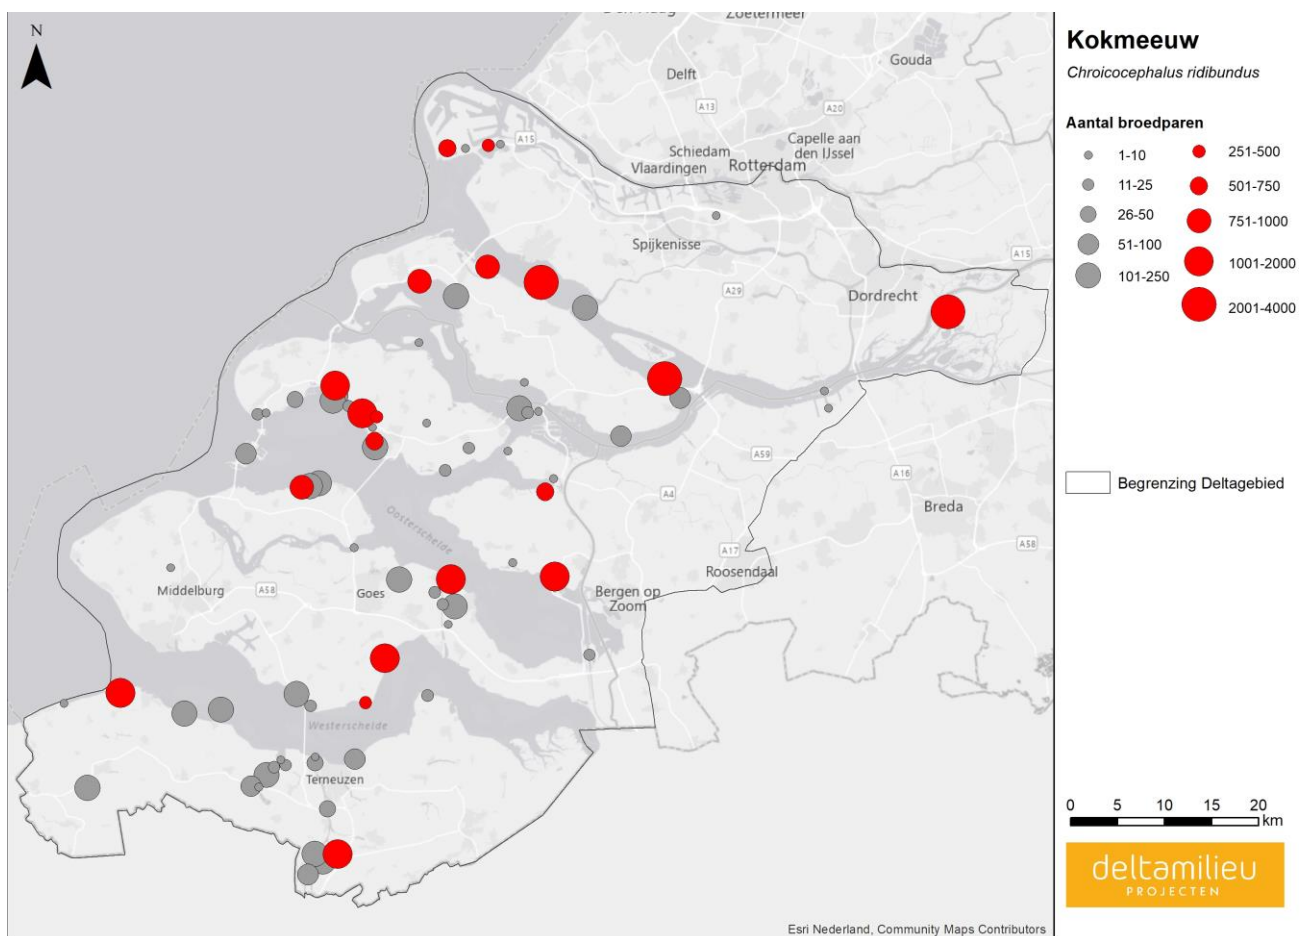 N
Den Haag
Zoetermeer
Gouda
Delft
A13
A20
A15
Schiedam
Capelle aan
den IJssel
Vlaardingen
Rotterdam
Spijkenisse
A15
A29
Dordrecht
A59
A4
A16
Breda
Oosterschelde
A17
A58
Roosendaal
Middelburg
A58
Goes
Bergen op
Zoom
Westerschelde
Terneuzen
Esri Nederland, Community Maps Contributors
Kokmeeuw
Chroicocephalus ridibundus
Aantal broedparen
1-10
11-25
26-50
51-100
101-250
251-500
501-750
751-1000
1001-2000
2001-4000
Begrenzing Deltagebied
0 5 10 15 20
km
deltamilieu
PROJECTEN